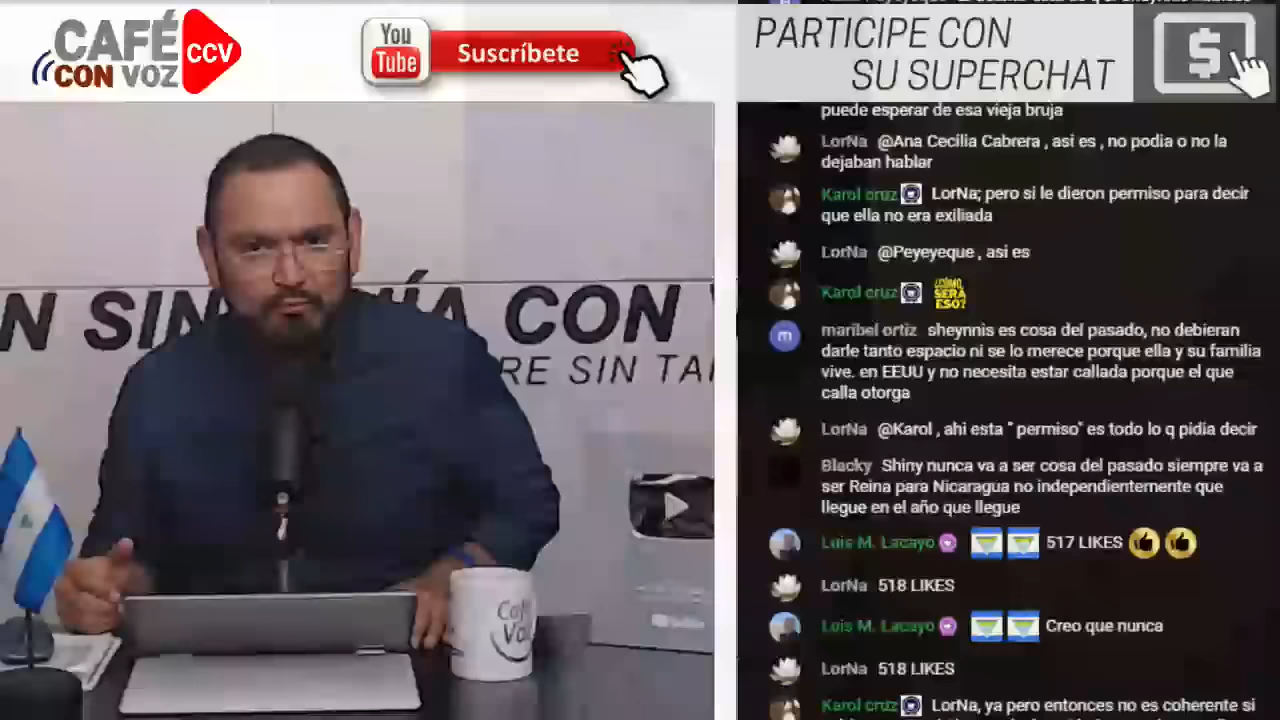 CAFÉ
CON VOZ
CCV
You
Tube
Suscríbete
PARTICIPE CON
SU SUPERCHAT
$
puede esperar de esa vieja bruja
LorNa @Ana Cecilia Cabrera , asi es , no podia o no la
dejaban hablar
Karol cruz LorNa; pero si le dieron permiso para decir
que ella no era exiliada
LorNa @Peyeyeque , asi es
Karol cruz ¿CÓMO SERÁ ESO?
maribel ortiz sheynnis es cosa del pasado, no debieran
darle tanto espacio ni se lo merece porque ella y su familia
vive. en EEUU y no necesita estar callada porque el que
calla otorga
LorNa @Karol , ahi esta " permiso" es todo lo q pidia decir
Blacky Shiny nunca va a ser cosa del pasado siempre va a
ser Reina para Nicaragua no independientemente que
llegue en el año que llegue
Luis M. Lacayo 517 LIKES
LorNa 518 LIKES
Luis M. Lacayo Creo que nunca
LorNa 518 LIKES
Karol cruz LorNa, ya pero entonces no es coherente si
N SIN ÍA CON
RE SIN TA
Café
Voz
m